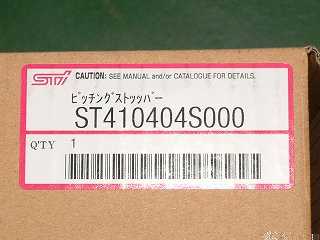 STi CAUTION: SEE MANUAL and/or CATALOGUE FOR DETAILS.
ピッチングストッパー
ST410404S000
Q'TY 1